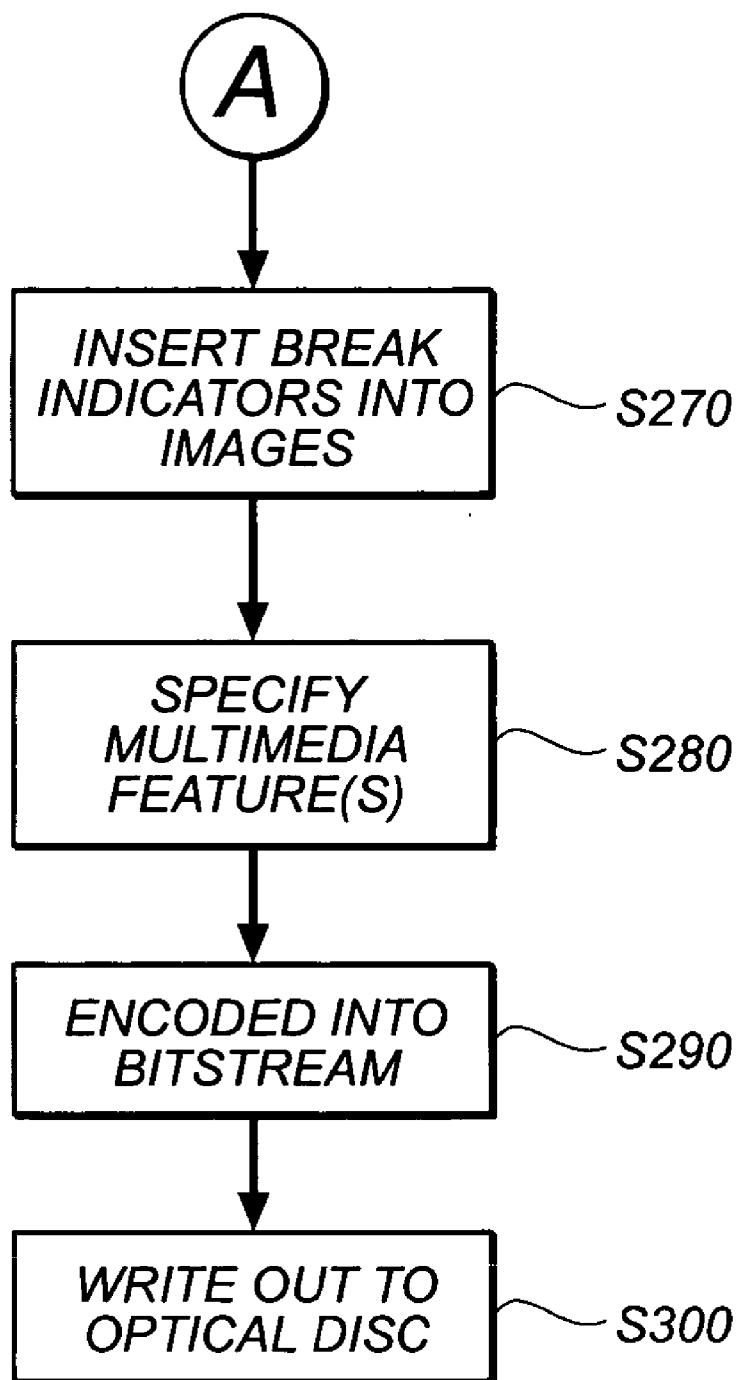 A
INSERT BREAK
INDICATORS INTO
IMAGES
S270
SPECIFY
MULTIMEDIA
FEATURE(S)
S280
ENCODED INTO
BITSTREAM
S290
WRITE OUT TO
OPTICAL DISC
S300